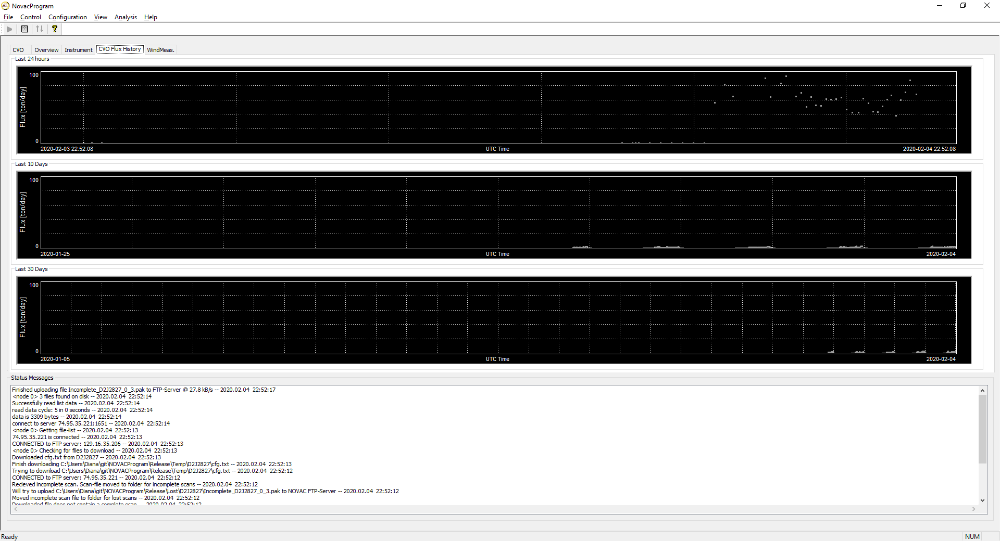 NovacProgram
File Control Configuration View Analysis Help
CVO Overview Instrument CVO Flux History WindMeas.
Last 24 hours
100
Flux [ton/day]
0
2020-02-03 22:52:08 UTC Time 2020-02-04 22:52:08
Last 10 Days
100
Flux [ton/day]
0
2020-01-25 UTC Time 2020-02-04
Last 30 Days
100
Flux [ton/day]
0
2020-01-05 UTC Time 2020-02-04
Status Messages
Finished uploading file Incomplete_D2J2827_0_3.pak to FTP-Server @ 27.8 kB/s -- 2020.02.04 22:52:17
<node 0> 3 files found on disk -- 2020.02.04 22:52:14
Successfully read list data -- 2020.02.04 22:52:14
read data cycle: 5 in 0 seconds -- 2020.02.04 22:52:14
data is 3309 bytes -- 2020.02.04 22:52:14
connect to server 74.95.35.221:1651 -- 2020.02.04 22:52:14
<node 0> Getting file-list -- 2020.02.04 22:52:13
74.95.35.221 is connected -- 2020.02.04 22:52:13
CONNECTED to FTP server: 129.16.35.206 -- 2020.02.04 22:52:13
<node 0> Checking for files to download -- 2020.02.04 22:52:13
Downloaded cfg.txt from D2J2827 -- 2020.02.04 22:52:13
Finish downloading C:\Users\Diana\git\NOVACProgram\Release\Temp\D2J2827\cfg.txt -- 2020.02.04 22:52:13
Trying to download C:\Users\Diana\git\NOVACProgram\Release\Temp\D2J2827\cfg.txt -- 2020.02.04 22:52:12
CONNECTED to FTP server: 74.95.35.221 -- 2020.02.04 22:52:12
Recieved incomplete scan. Scan-file moved to folder for incomplete scans -- 2020.02.04 22:52:12
Will try to upload C:\Users\Diana\git\NOVACProgram\Release\Lost\D2J2827\Incomplete_D2J2827_0_3.pak to NOVAC FTP-Server -- 2020.02.04 22:52:12
Moved incomplete scan file to folder for lost scans -- 2020.02.04 22:52:12
Downloaded file does not contain a complete scan -- 2020.02.04 22:52:12
Ready NUM